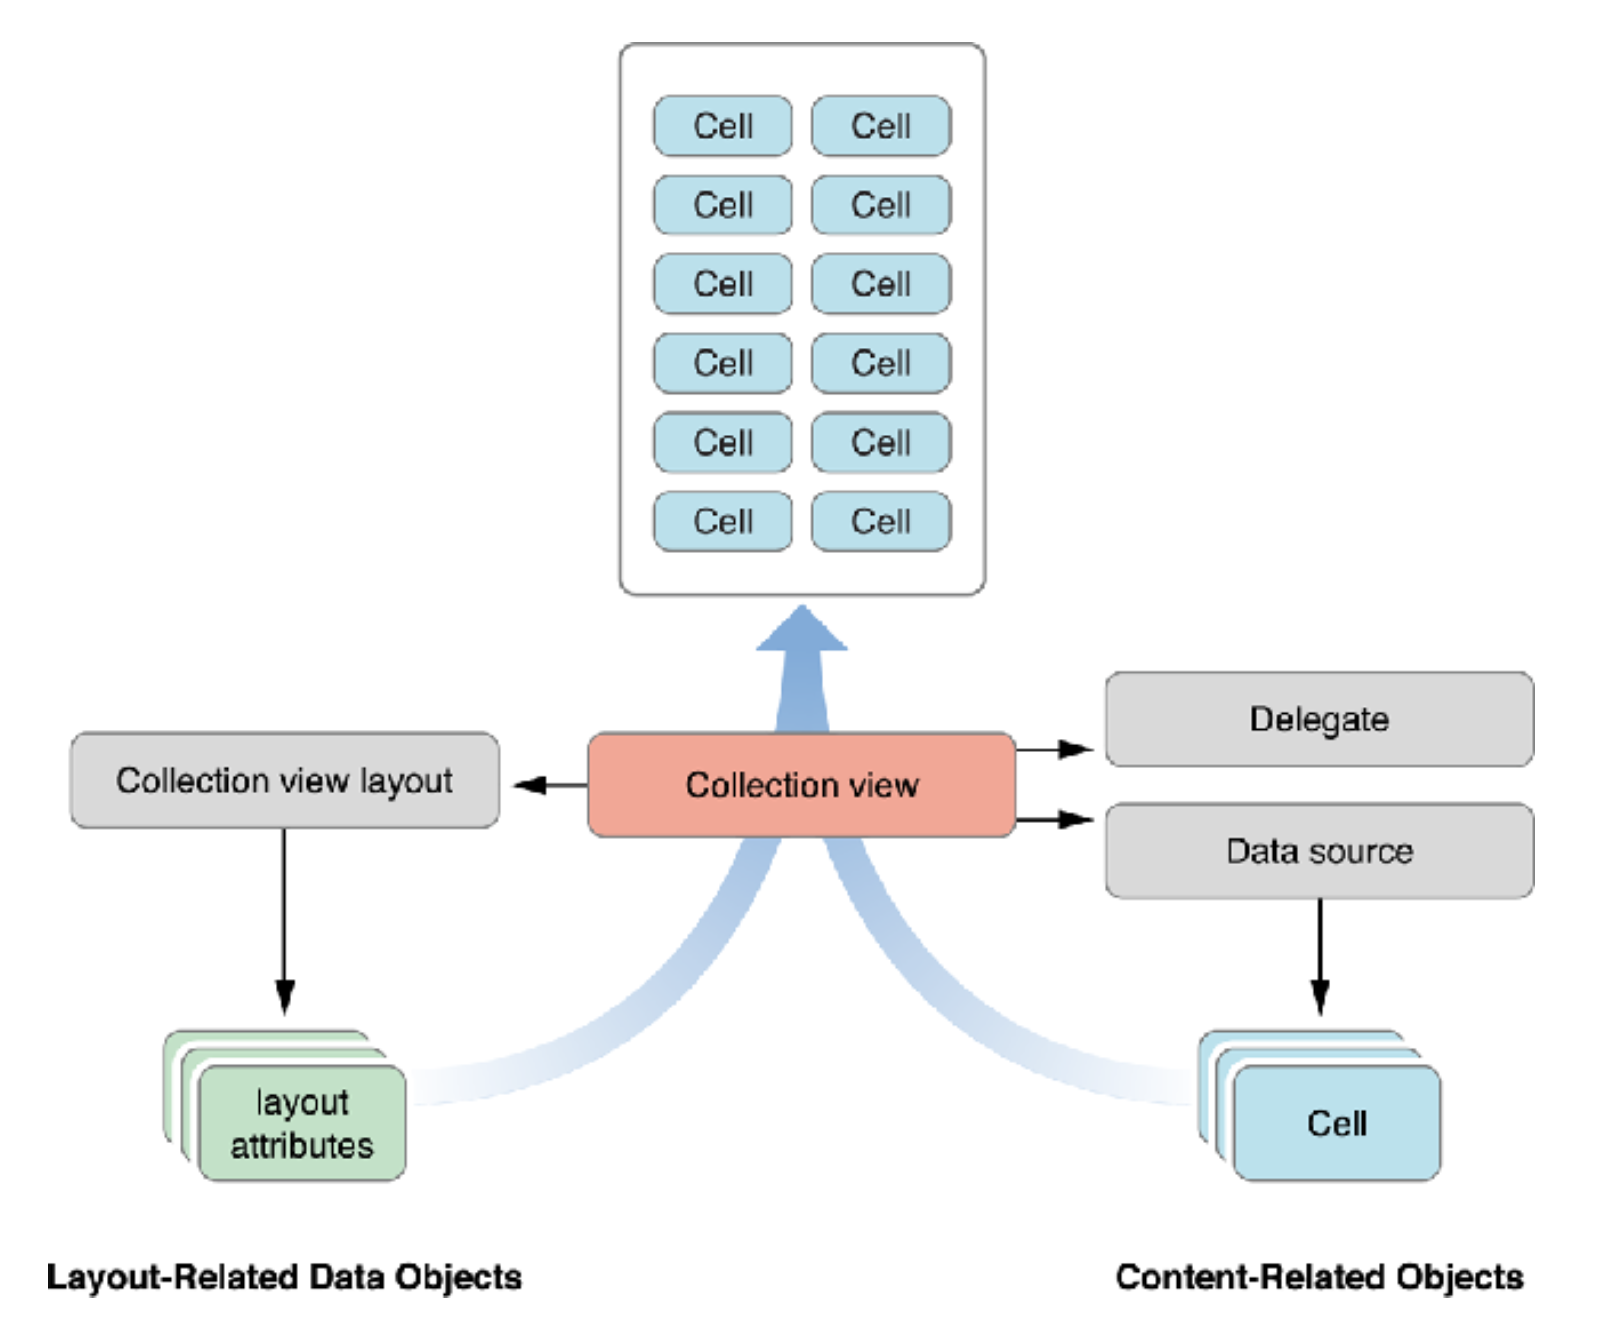 Cell Cell
Cell Cell
Cell Cell
Cell Cell
Cell Cell
Cell Cell
Delegate
Collection view layout
Collection view
Data source
layout
attributes
Cell
Layout-Related Data Objects
Content-Related Objects